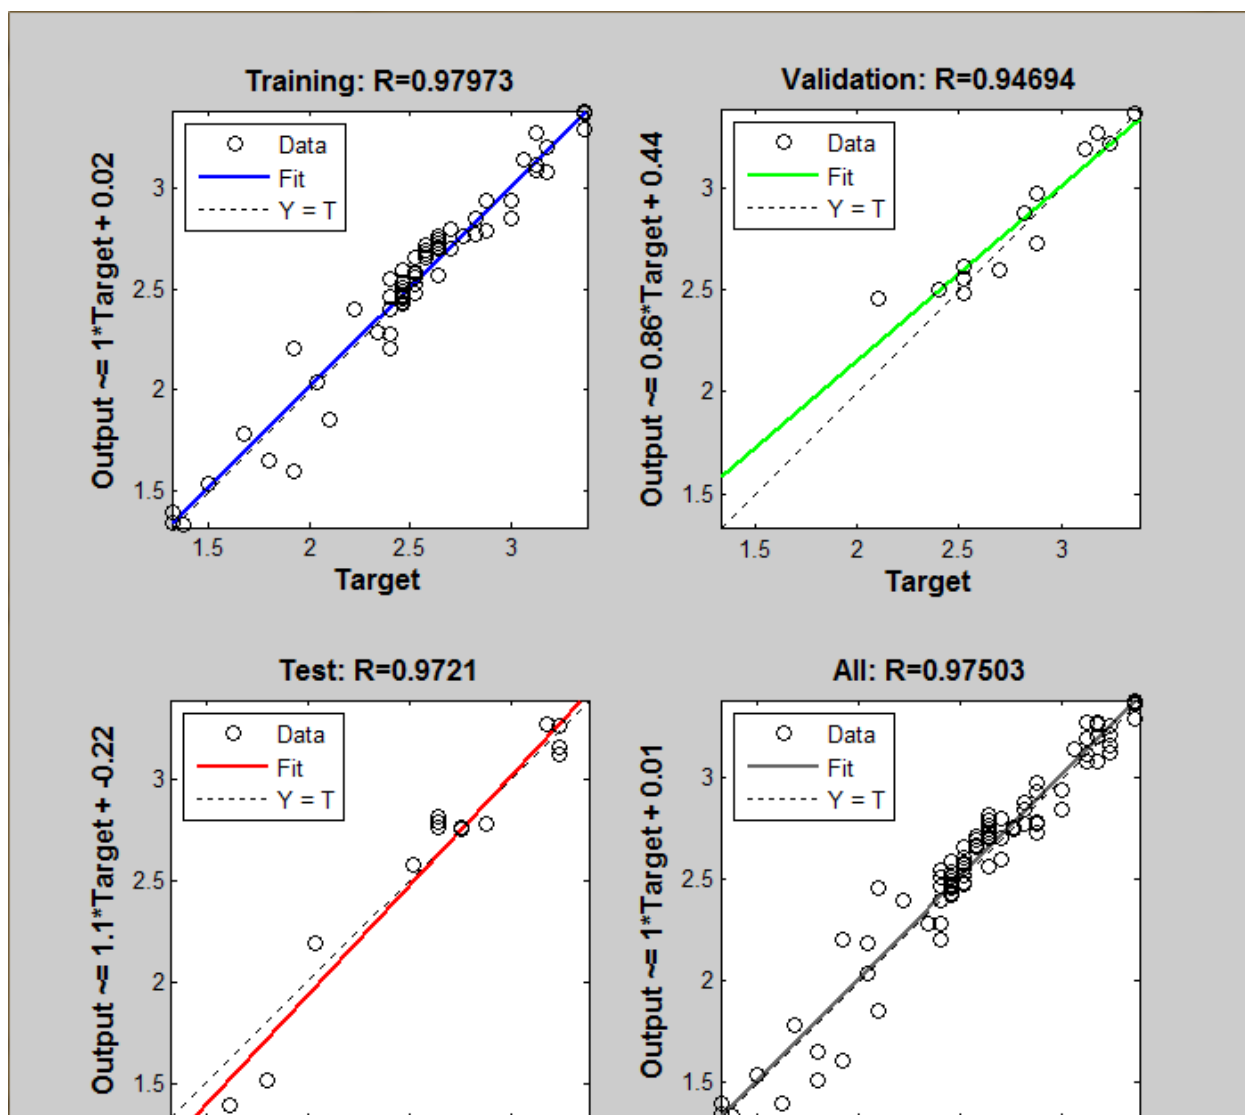 Training: R=0.97973
Data
Fit
Y = T
Output ~= 1*Target + 0.02
3
2.5
2
1.5
1.5 2 2.5 3
Target
Validation: R=0.94694
Data
Fit
Y = T
Output ~= 0.86*Target + 0.44
3
2.5
2
1.5
1.5 2 2.5 3
Target
Test: R=0.9721
Data
Fit
Y = T
Output ~= 1.1*Target + -0.22
3
2.5
2
1.5
All: R=0.97503
Data
Fit
Y = T
Output ~= 1*Target + 0.01
3
2.5
2
1.5